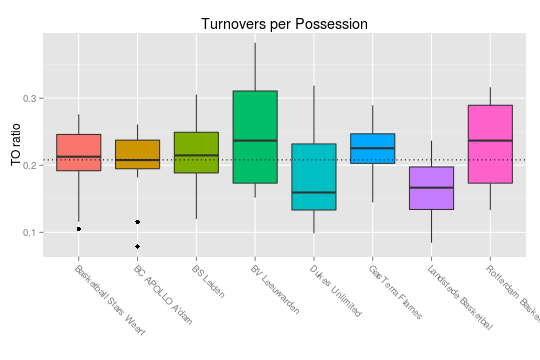 Turnovers per Possession
TO ratio
0.3
0.2
0.1
Basketball Stars Weert
BC APOLLO A'dam
BS Leiden
BV Leeuwarden
Dukes Unlimited
GasTerra Flames
Landstede Basketbal
Rotterdam Baske